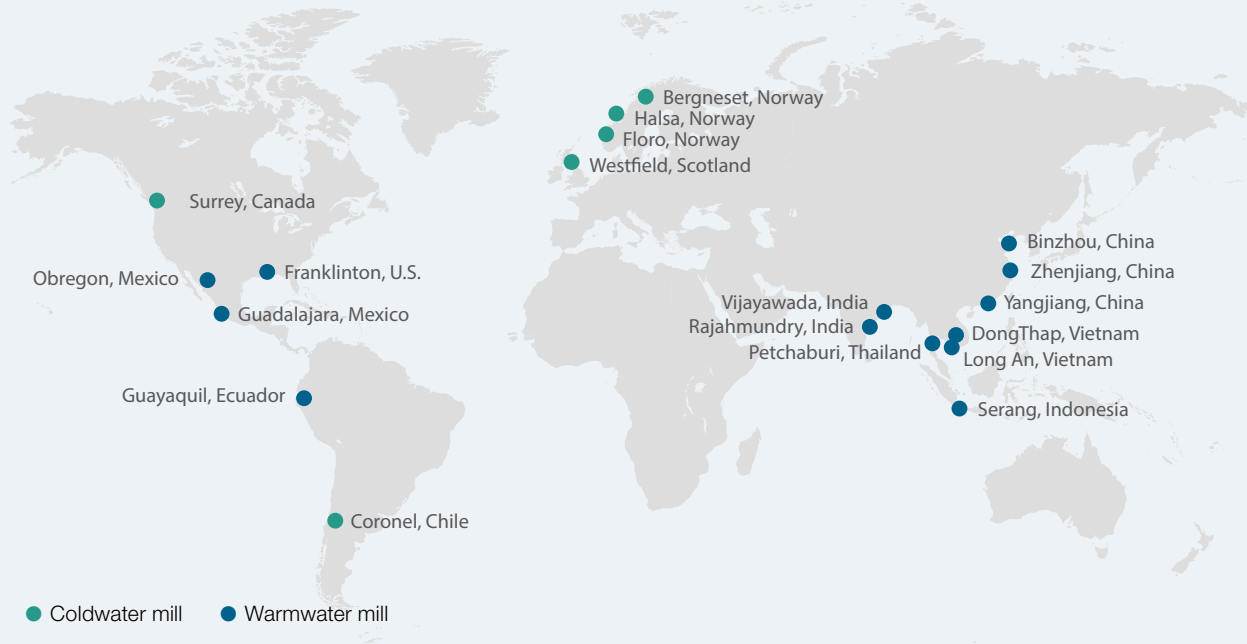 Bergneset, Norway
Halsa, Norway
Floro, Norway
Westfield, Scotland
Surrey, Canada
Binzhou, China
Obregon, Mexico
Franklinton, U.S.
Zhenjiang, China
Vijayawada, India
Yangjiang, China
Guadalajara, Mexico
Rajahmundry, India
DongThap, Vietnam
Petchaburi, Thailand
Long An, Vietnam
Guayaquil, Ecuador
Serang, Indonesia
Coronel, Chile
Coldwater mill
Warmwater mill